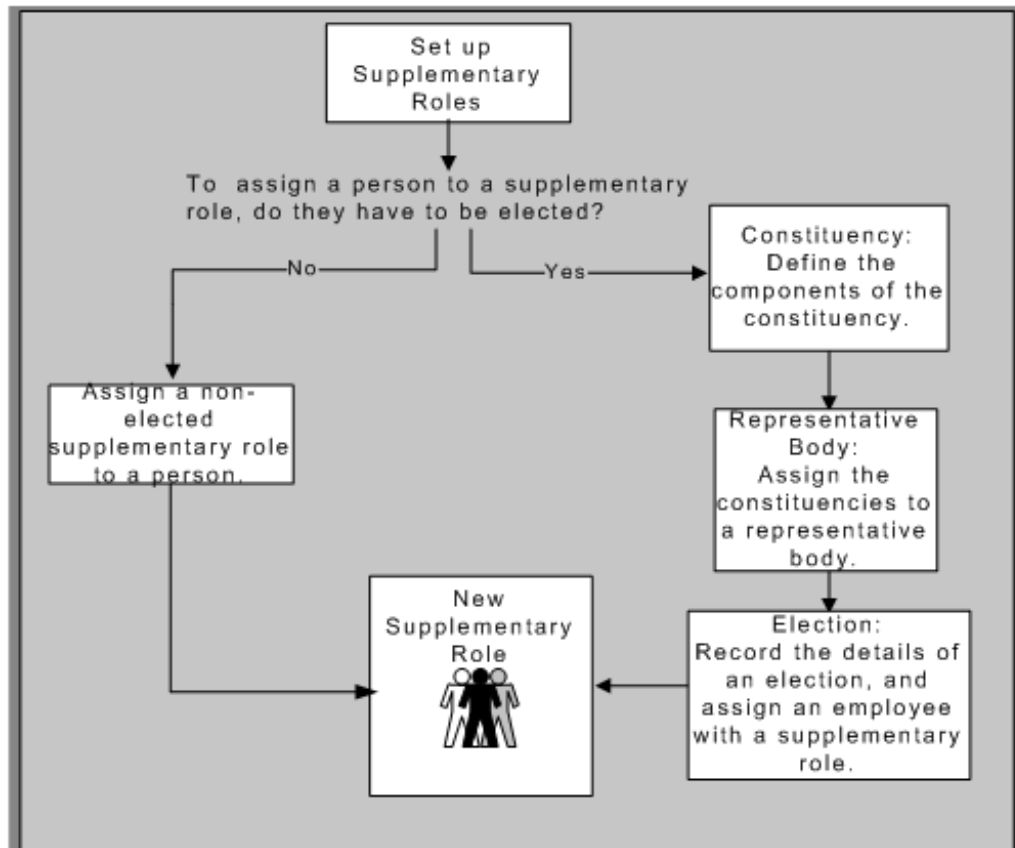 Set up
Supplementary
Roles
To assign a person to a supplementary
role, do they have to be elected?
No
Yes
Constituency:
Define the
components of the
constituency.
Assign a non-
elected
supplementary role
to a person.
Representative
Body:
Assign the
constituencies to
a representative
body.
New
Supplementary
Role
Election:
Record the details of
an election, and
assign an employee
with a supplementary
role.